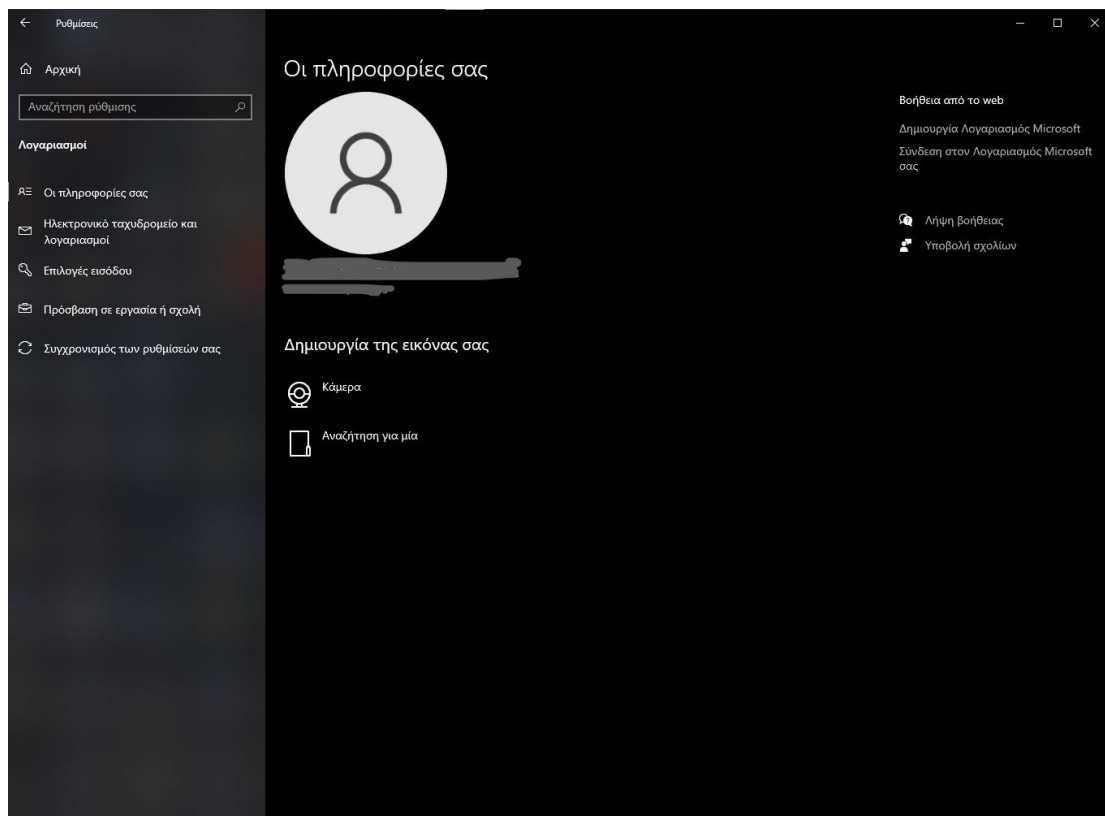 Ρυθμίσεις
Αρχική
Αναζήτηση ρύθμισης
Λογαριασμοί
Οι πληροφορίες σας
Ηλεκτρονικό ταχυδρομείο και
λογαριασμοί
Επιλογές εισόδου
Πρόσβαση σε εργασία ή σχολή
Συγχρονισμός των ρυθμίσεών σας
Οι πληροφορίες σας
Δημιουργία της εικόνας σας
Κάμερα
Αναζήτηση για μία
Βοήθεια από το web
Δημιουργία Λογαριασμός Microsoft
Σύνδεση στον Λογαριασμός Microsoft
σας
Λήψη βοήθειας
Υποβολή σχολίων